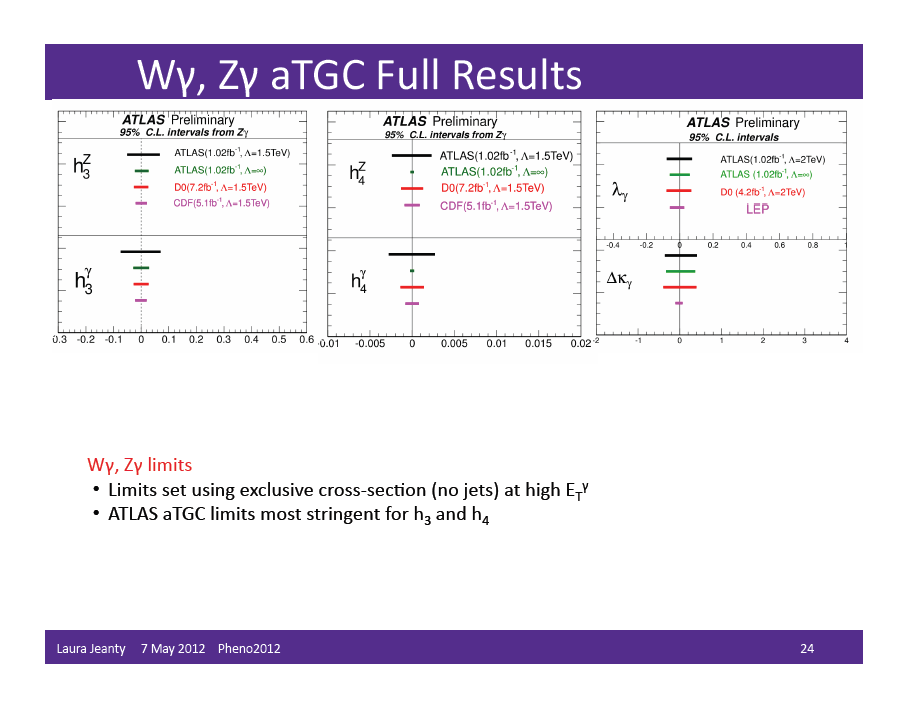 Wγ, Zγ aTGC Full Results
ATLAS Preliminary
95% C.L. intervals from Zγ
h₃ᶻ
ATLAS(1.02fb⁻¹, Λ=1.5TeV)
ATLAS(1.02fb⁻¹, Λ=∞)
D0(7.2fb⁻¹, Λ=1.5TeV)
CDF(5.1fb⁻¹, Λ=1.5TeV)
h₃ᵞ
0.3 -0.2 -0.1 0 0.1 0.2 0.3 0.4 0.5 0.6
ATLAS Preliminary
95% C.L. intervals from Zγ
h₄ᶻ
ATLAS(1.02fb⁻¹, Λ=1.5TeV)
ATLAS(1.02fb⁻¹, Λ=∞)
D0(7.2fb⁻¹, Λ=1.5TeV)
CDF(5.1fb⁻¹, Λ=1.5TeV)
h₄ᵞ
-0.01 -0.005 0 0.005 0.01 0.015 0.02
ATLAS Preliminary
95% C.L. intervals
λᵧ
ATLAS(1.02fb⁻¹, Λ=2TeV)
ATLAS (1.02fb⁻¹, Λ=∞)
D0 (4.2fb⁻¹, Λ=2TeV)
LEP
-0.4 -0.2 0 0.2 0.4 0.6 0.8 1
Δκᵧ
-2 -1 0 1 2 3 4
Wγ, Zγ limits
• Limits set using exclusive cross-section (no jets) at high E_Tᵞ
• ATLAS aTGC limits most stringent for h₃ and h₄
Laura Jeanty 7 May 2012 Pheno2012 24